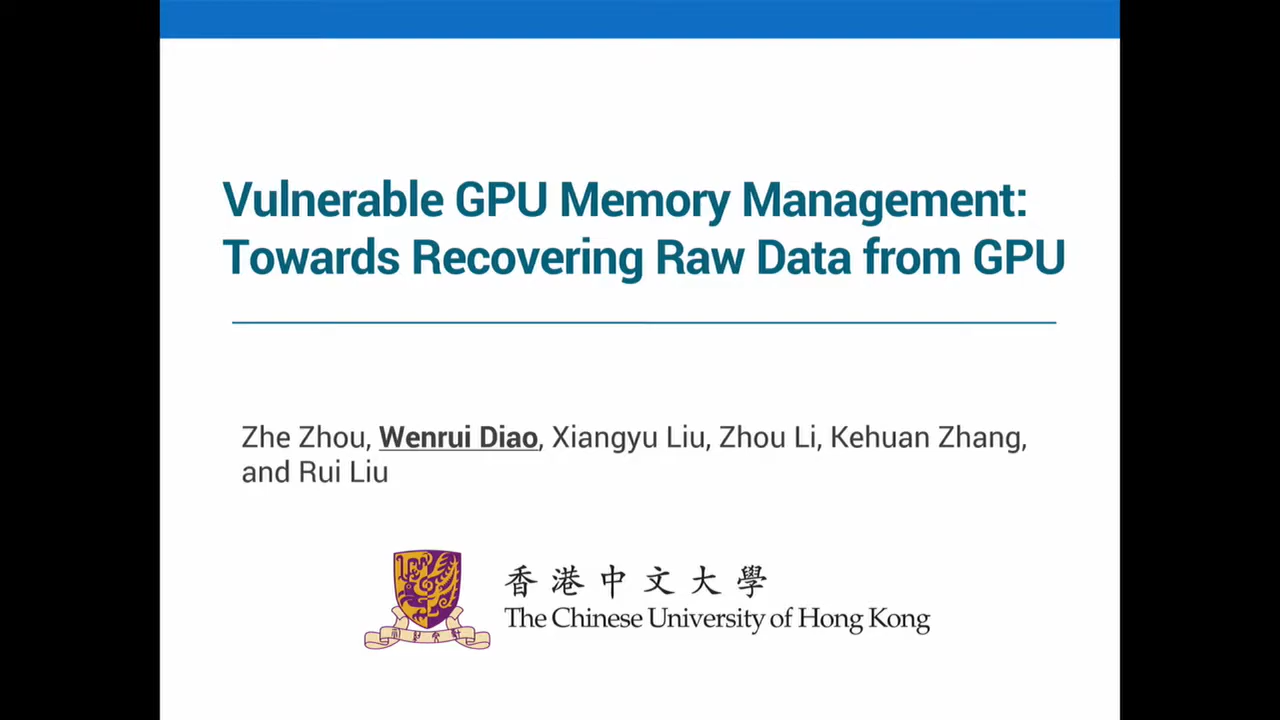 Vulnerable GPU Memory Management:
Towards Recovering Raw Data from GPU
Zhe Zhou, Wenrui Diao, Xiangyu Liu, Zhou Li, Kehuan Zhang,
and Rui Liu
香港中文大學
The Chinese University of Hong Kong